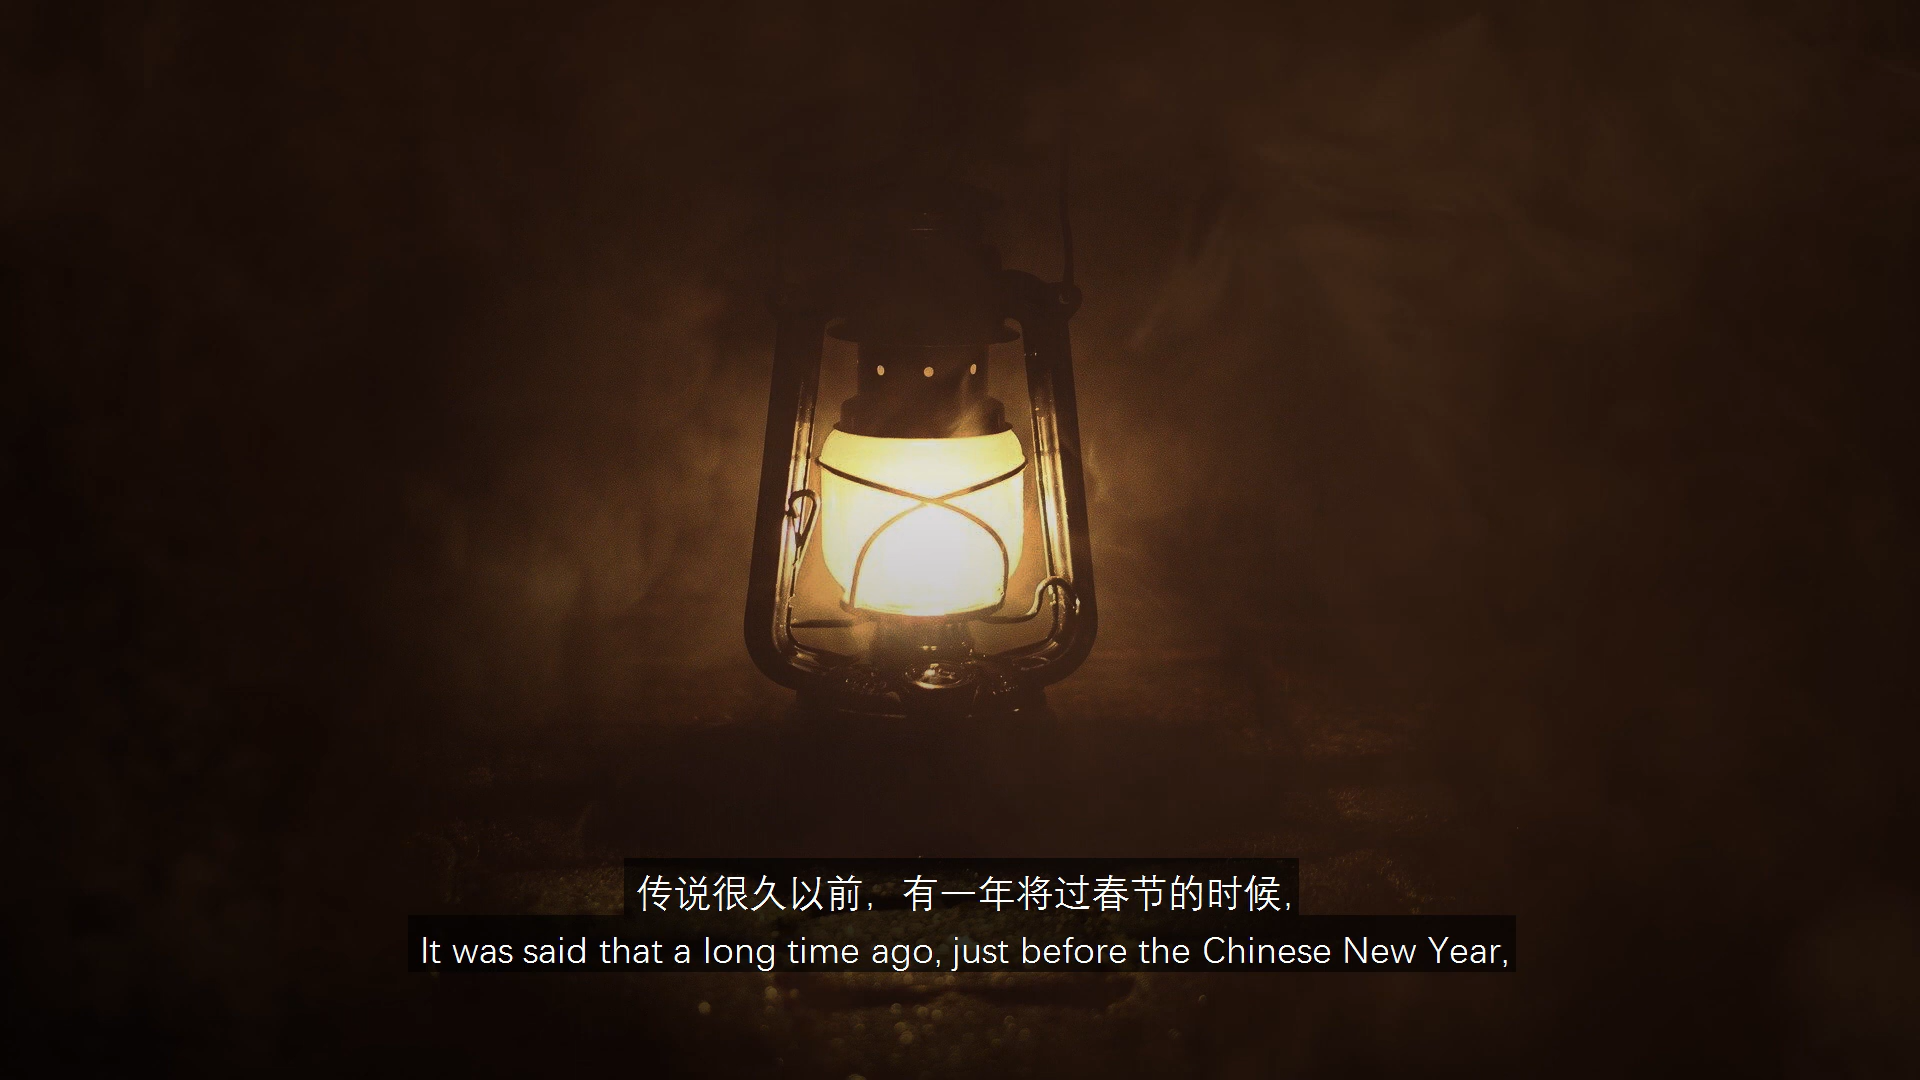 传说很久以前，有一年将过春节的时候，
It was said that a long time ago, just before the Chinese New Year,